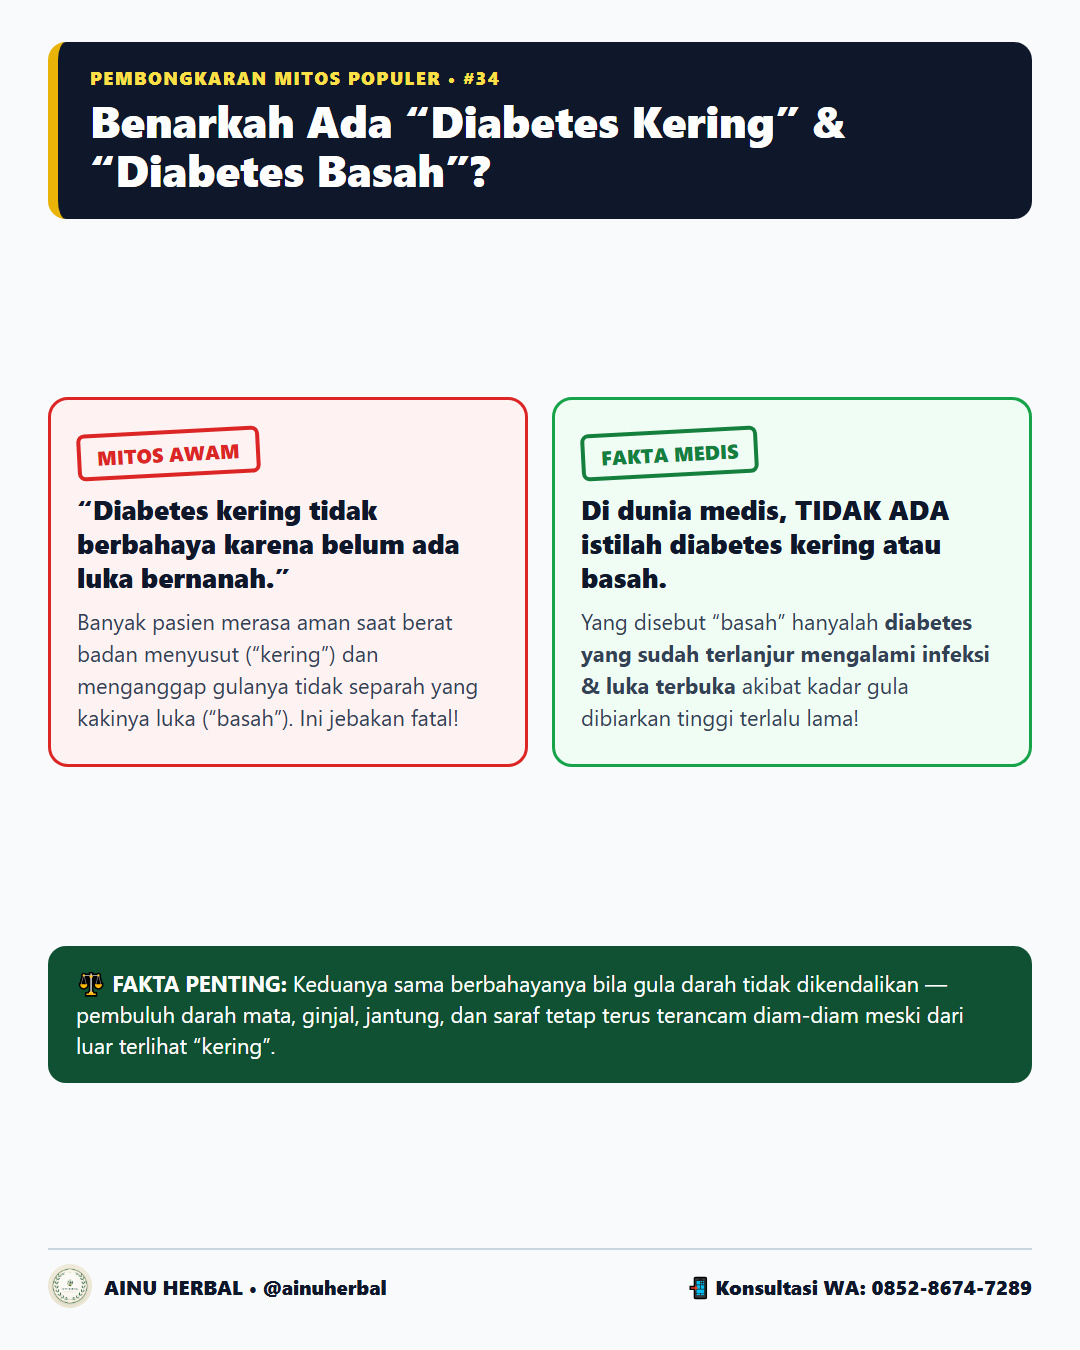 PEMBONGKARAN MITOS POPULER • #34
Benarkah Ada “Diabetes Kering” &
“Diabetes Basah”?
MITOS AWAM
“Diabetes kering tidak
berbahaya karena belum ada
luka bernanah.”
Banyak pasien merasa aman saat berat
badan menyusut (“kering”) dan
menganggap gulanya tidak separah yang
kakinya luka (“basah”). Ini jebakan fatal!
FAKTA MEDIS
Di dunia medis, TIDAK ADA
istilah diabetes kering atau
basah.
Yang disebut “basah” hanyalah diabetes
yang sudah terlanjur mengalami infeksi
& luka terbuka akibat kadar gula
dibiarkan tinggi terlalu lama!
⚖️ FAKTA PENTING: Keduanya sama berbahayanya bila gula darah tidak dikendalikan —
pembuluh darah mata, ginjal, jantung, dan saraf tetap terus terancam diam-diam meski dari
luar terlihat “kering”.
AINU HERBAL • @ainuherbal
📲 Konsultasi WA: 0852-8674-7289